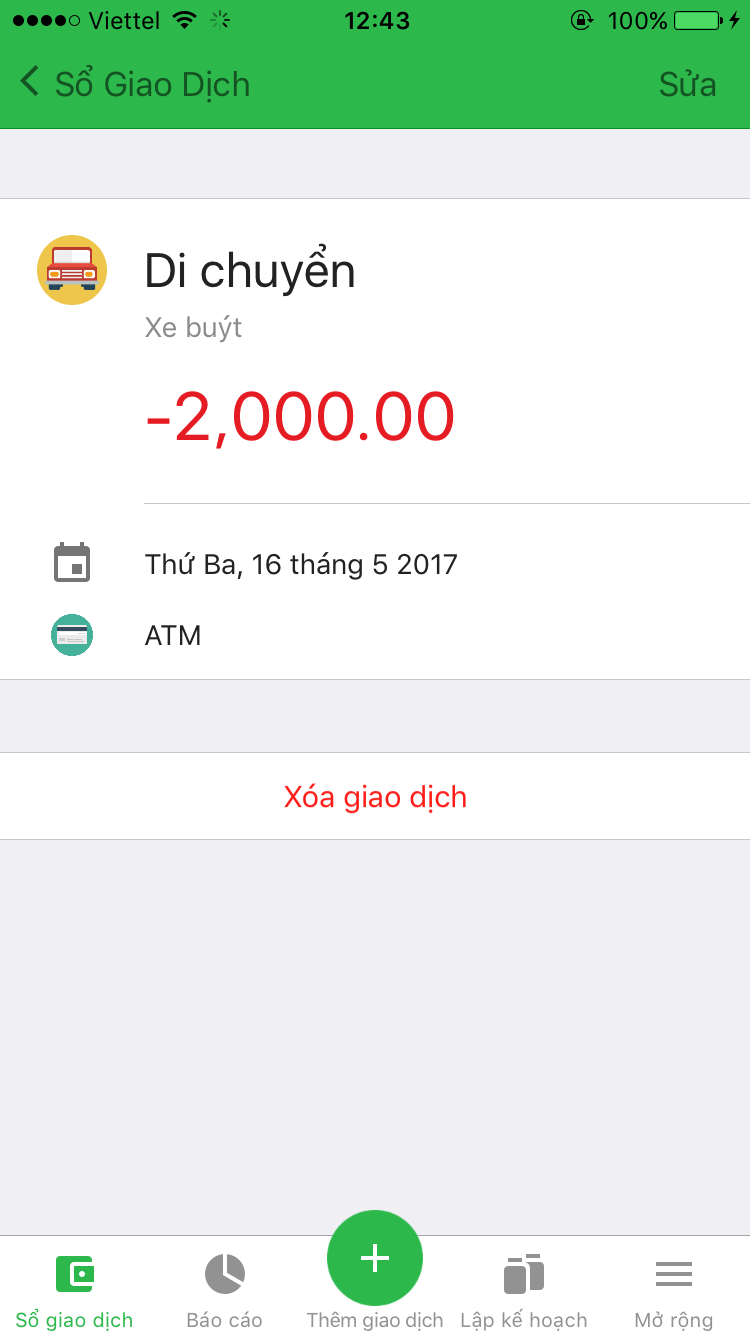 Viettel 12:43 100%
Sổ Giao Dịch Sửa
Di chuyển
Xe buýt
-2,000.00
Thứ Ba, 16 tháng 5 2017
ATM
Xóa giao dịch
Sổ giao dịch Báo cáo Thêm giao dịch Lập kế hoạch Mở rộng